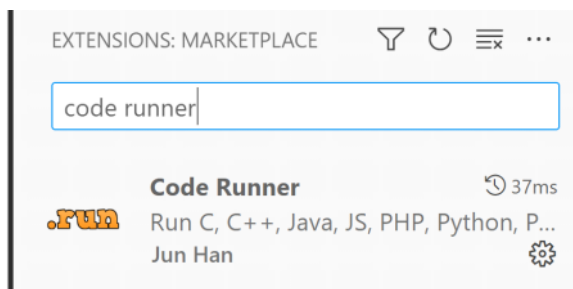 EXTENSIONS: MARKETPLACE
code runner
Code Runner 37ms
.run
Run C, C++, Java, JS, PHP, Python, P...
Jun Han